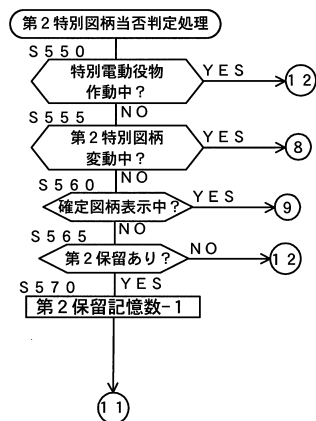 第２特別図柄当否判定処理
Ｓ５５０
特別電動役物
作動中？
ＹＥＳ
１２
ＮＯ
Ｓ５５５
第２特別図柄
変動中？
ＹＥＳ
８
ＮＯ
Ｓ５６０
確定図柄表示中？
ＹＥＳ
９
ＮＯ
Ｓ５６５
第２保留あり？
ＮＯ
１２
ＹＥＳ
Ｓ５７０
第２保留記憶数-1
１１